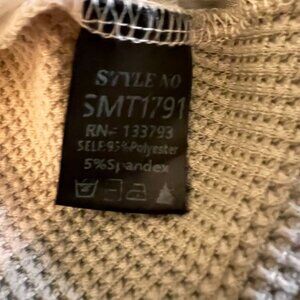 STYLE NO
SMT1791
RN= 133793
SELF:95%Polyester
5%Spandex